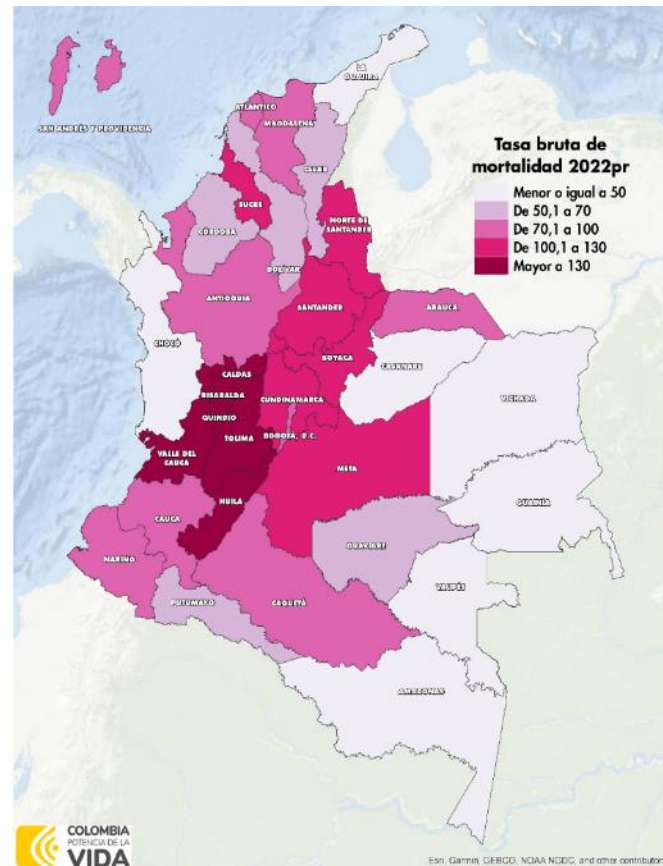 LA GUAJIRA
ATLÁNTICO
MAGDALENA
SAN ANDRÉS Y PROVIDENCIA
CESAR
Tasa bruta de
mortalidad 2022pr
Menor o igual a 50
De 50,1 a 70
De 70,1 a 100
De 100,1 a 130
Mayor a 130
SUCRE
NORTE DE
SANTANDER
CÓRDOBA
BOLÍVAR
ANTIOQUIA
SANTANDER
ARAUCA
CHOCÓ
BOYACÁ
CASANARE
CALDAS
RISARALDA
CUNDINAMARCA
VICHADA
QUINDIO
TOLIMA
BOGOTÁ, D.C.
VALLE DEL
CAUCA
META
HUILA
GUAINÍA
CAUCA
GUAVIARE
NARIÑO
VAUPÉS
PUTUMAYO
CAQUETÁ
AMAZONAS
COLOMBIA
POTENCIA DE LA
VIDA
Esri, Garmin, GEBCO, NOAA NGDC, and other contributors